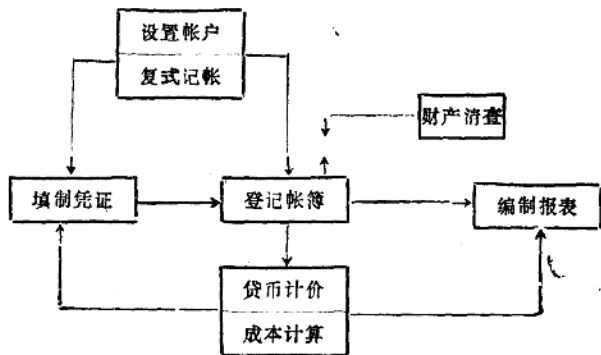 设置帐户
复式记帐
财产清查
填制凭证
登记帐簿
编制报表
货币计价
成本计算